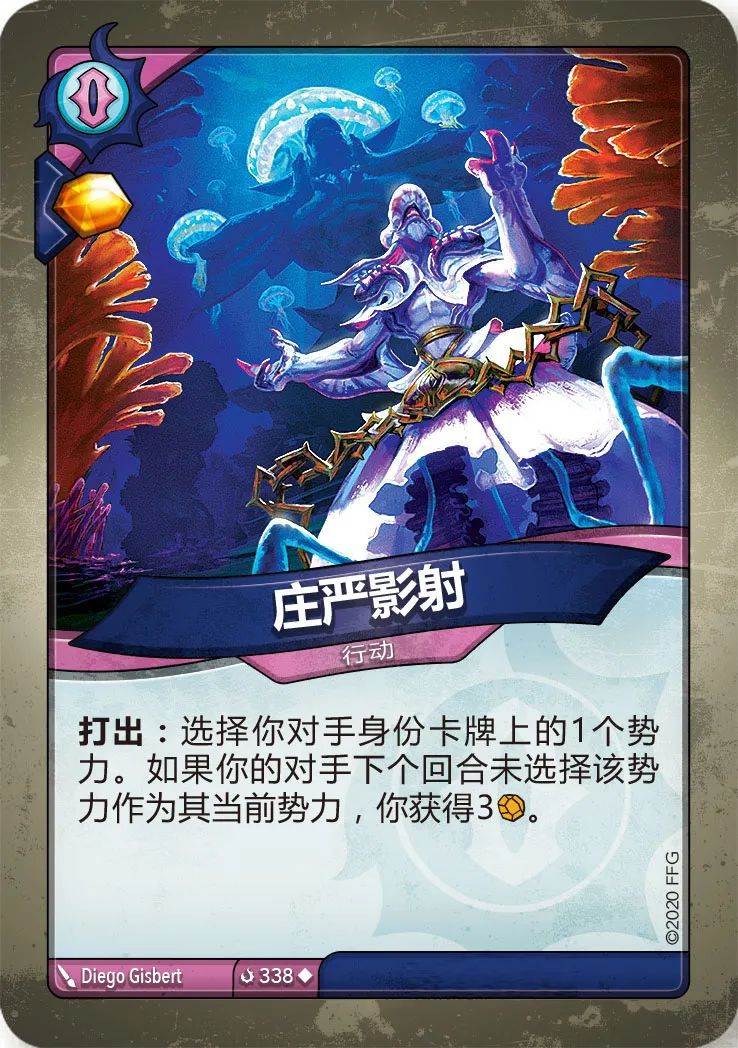 庄严影射
行动
打出：选择你对手身份卡牌上的1个势
力。如果你的对手下个回合未选择该势
力作为其当前势力，你获得3。
©2020 FFG
Diego Gisbert
338